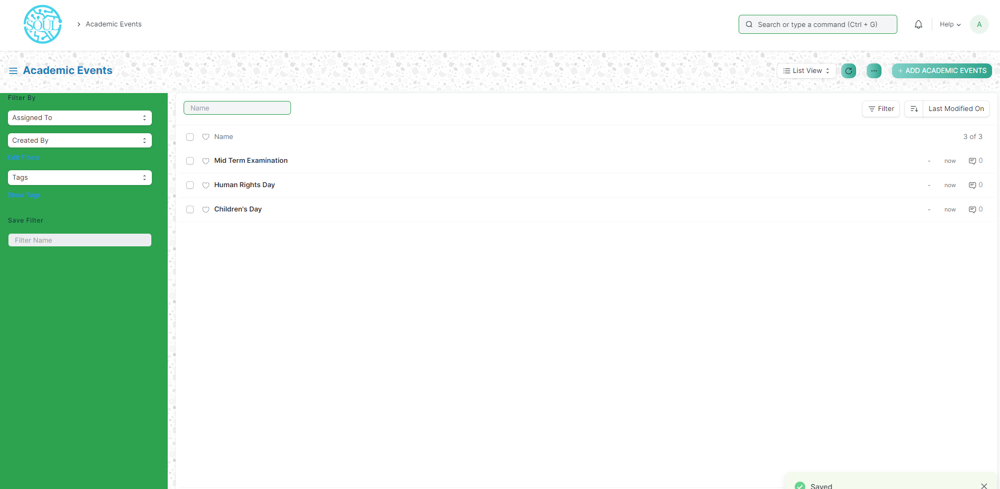 SOUL
Academic Events
Search or type a command (Ctrl + G)
Help
A
Academic Events
List View
+ ADD ACADEMIC EVENTS
Filter By
Assigned To
Created By
Edit Filters
Tags
Show Tags
Save Filter
Filter Name
Name
Filter
Last Modified On
Name
3 of 3
Mid Term Examination
- now 0
Human Rights Day
- now 0
Children's Day
- now 0
Saved